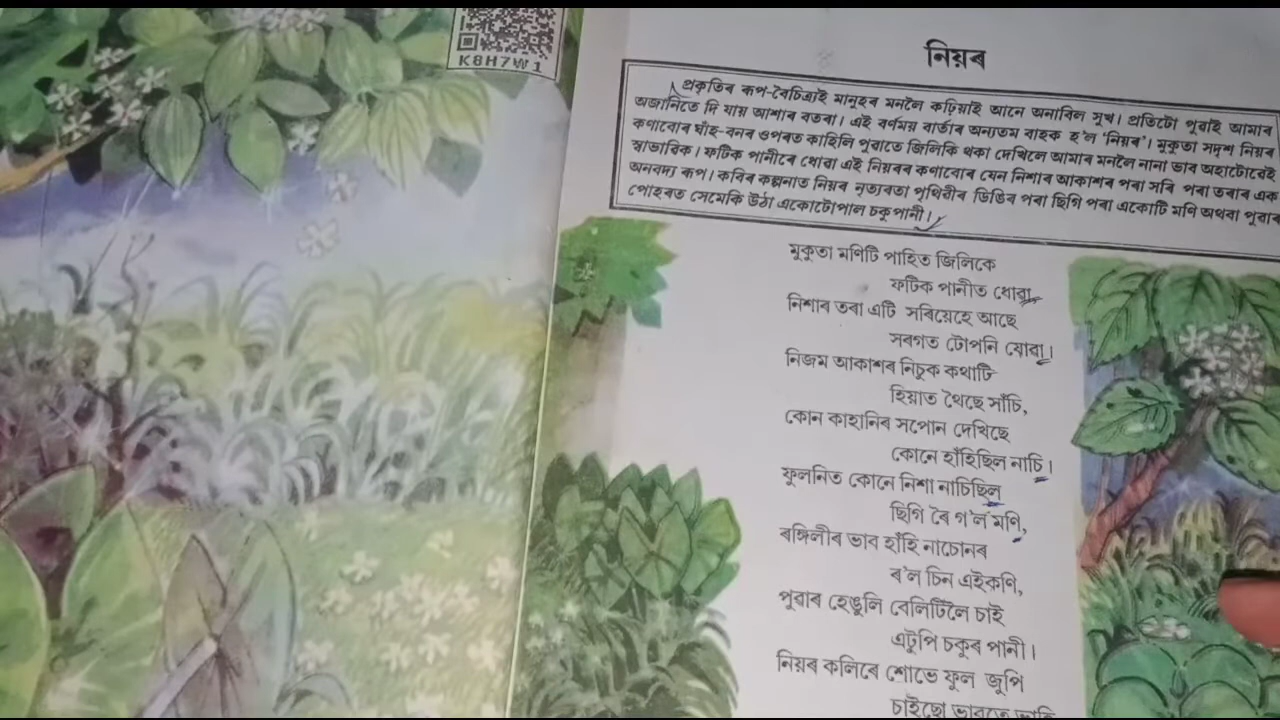 K8H7W1
নিয়ৰ
প্ৰকৃতিৰ ৰূপ-বৈচিত্ৰ্যই মানুহৰ মনলৈ কঢ়িয়াই আনে অনাবিল সুখ। প্ৰতিটো পুৱাই আমাৰ
অজানিতে দি যায় আশাৰ বতৰা। এই বৰ্ণময় বাৰ্তাৰ অন্যতম বাহক হ'ল 'নিয়ৰ'। মুকুতা সদৃশ নিয়ৰ
কণাবোৰ ঘাঁহ-বনৰ ওপৰত কাহিলি পুৱাতে জিলিকি থকা দেখিলে আমাৰ মনলৈ নানা ভাব অহাটোৱেই
স্বাভাৱিক। ফটিক পানীৰে ধোৱা এই নিয়ৰৰ কণাবোৰ যেন নিশাৰ আকাশৰ পৰা সৰি পৰা তৰাৰ এক
অনবদ্য ৰূপ। কবিৰ কল্পনাত নিয়ৰ নৃত্যৰতা পৃথিৱীৰ ডিঙিৰ পৰা ছিগি পৰা একোটি মণি অথবা পুৱাৰ
পোহৰত সেমেকি উঠা একোটোপাল চকুপানী।
মুকুতা মণিটি পাহিত জিলিকে
ফটিক পানীত ধোৱা,
নিশাৰ তৰা এটি সৰিয়েহে আছে
সৰগত টোপনি যোৱা।
নিজম আকাশৰ নিচুক কথাটি
হিয়াত থৈছে সাঁচি,
কোন কাহানিৰ সপোন দেখিছে
কোনে হাঁহিছিল নাচি।
ফুলনিত কোনে নিশা নাচিছিল
ছিগি ৰৈ গ'ল মণি,
ৰঙ্গিলীৰ ভাব হাঁহি নাচোনৰ
ৰ'ল চিন এইকণি,
পুৱাৰ হেঙুলি বেলিটিলৈ চাই
এটুপি চকুৰ পানী।
নিয়ৰ কলিৰে শোভে ফুল জুপি
চাইছো ভাবতে